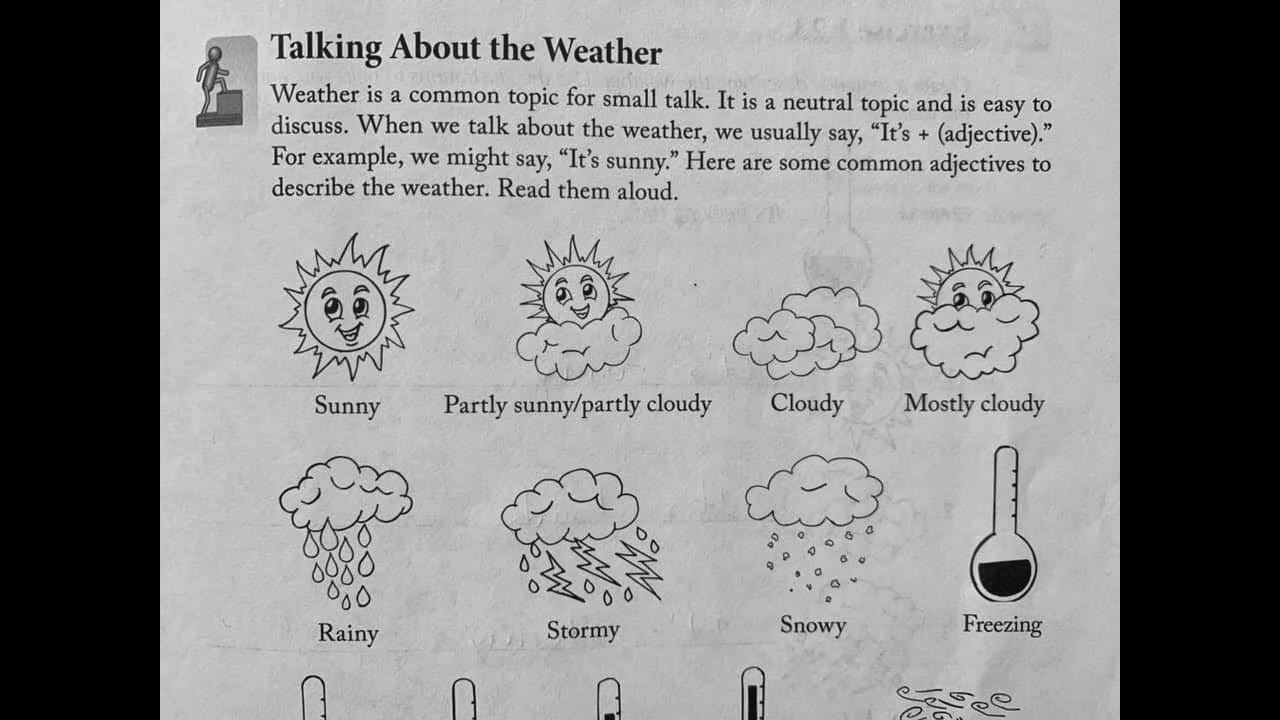 Talking About the Weather
Weather is a common topic for small talk. It is a neutral topic and is easy to
discuss. When we talk about the weather, we usually say, “It’s + (adjective).”
For example, we might say, “It’s sunny.” Here are some common adjectives to
describe the weather. Read them aloud.
Sunny
Partly sunny/partly cloudy
Cloudy
Mostly cloudy
Rainy
Stormy
Snowy
Freezing